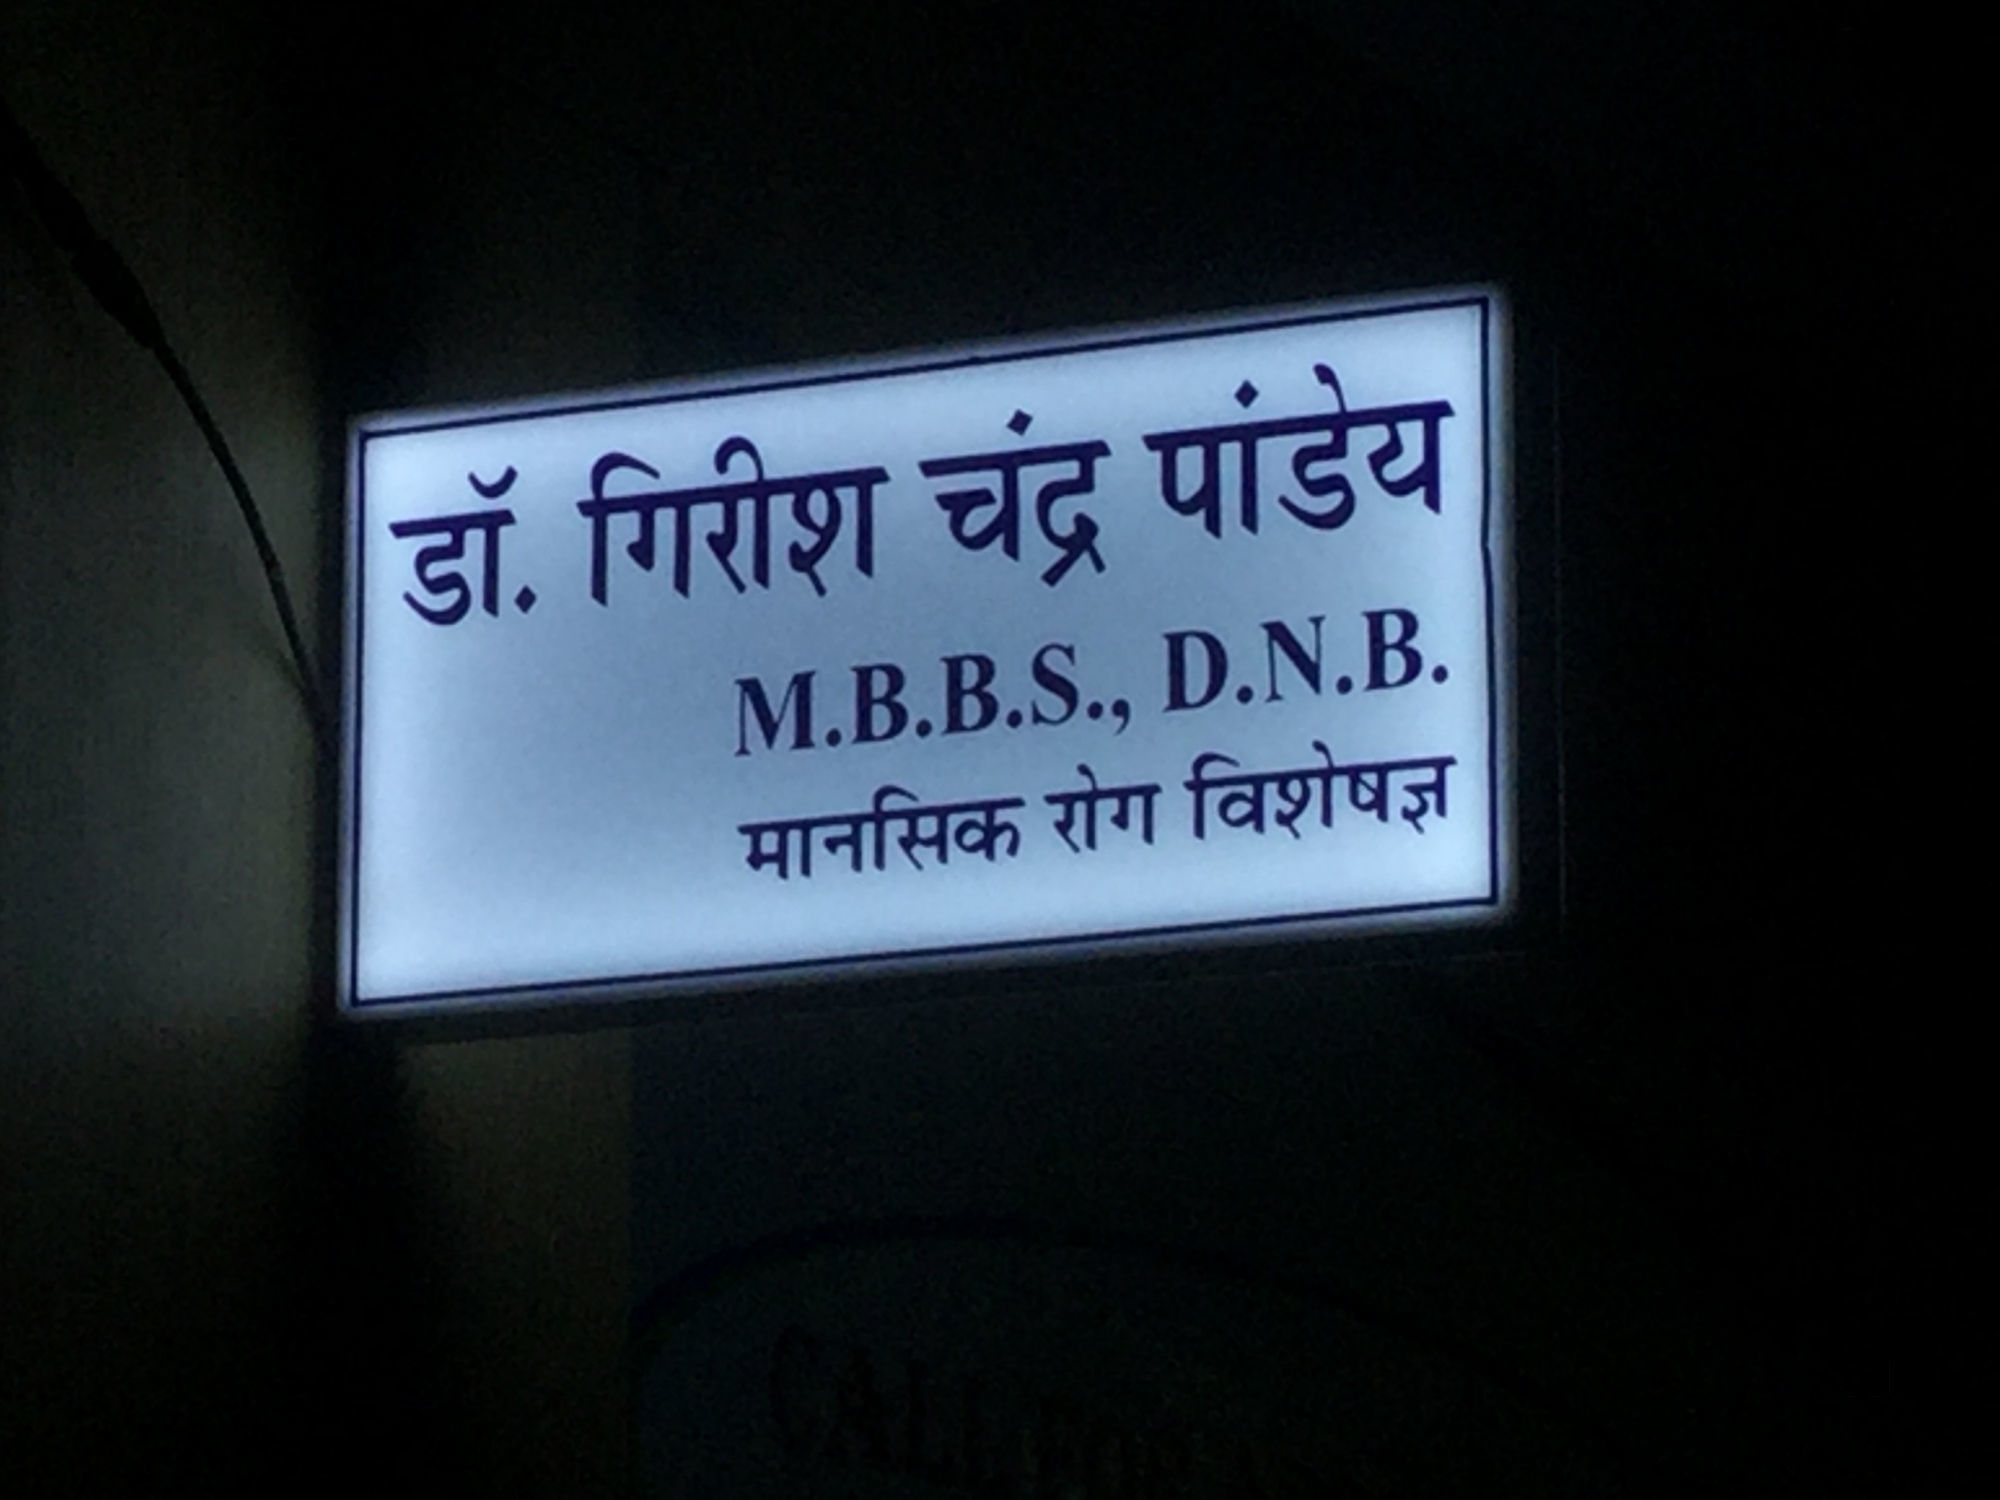 डॉ. गिरीश चंद्र पांडेय
M.B.B.S., D.N.B.
मानसिक रोग विशेषज्ञ